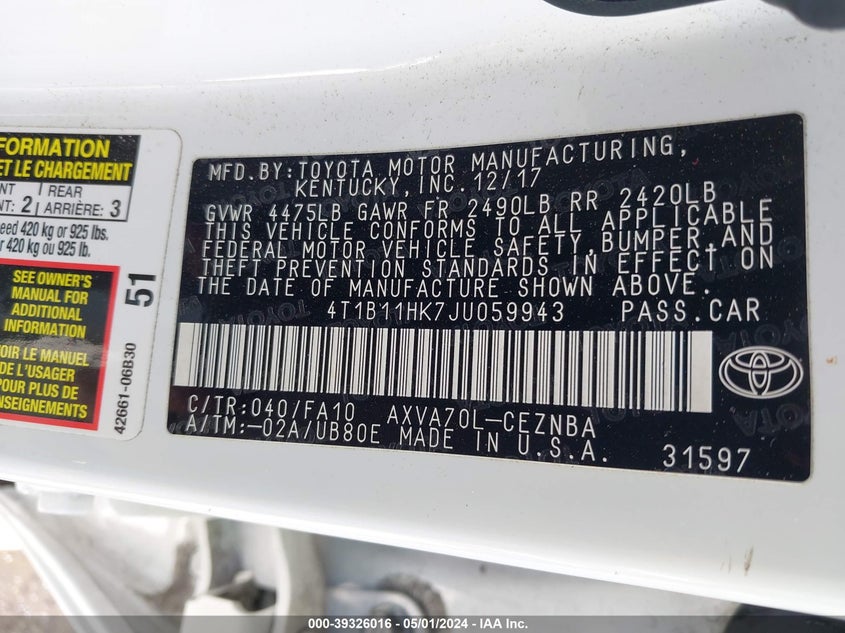 FORMATION
ET LE CHARGEMENT
NT 2 REAR
NT: ARRIÈRE: 3
eed 420 kg or 925 lbs.
r 420 kg ou 925 lb.
SEE OWNER'S
MANUAL FOR
ADDITIONAL
INFORMATION
OIR LE MANUEL
DE L'USAGER
POUR PLUS DE
ENSEIGNEMENTS
51
42661-06B30
MFD.BY:TOYOTA MOTOR MANUFACTURING,
KENTUCKY, INC.12/17
GVWR 4475LB GAWR FR 2490LB RR 2420LB
THIS VEHICLE CONFORMS TO ALL APPLICABLE
FEDERAL MOTOR VEHICLE SAFETY,BUMPER,AND
THEFT PREVENTION STANDARDS IN EFFECT ON
THE DATE OF MANUFACTURE SHOWN ABOVE.
4T1B11HK7JU059943 PASS.CAR
C/TR:040/FA10 AXVA70L-CEZNBA
A/TM:-02A/UB80E MADE IN U.S.A.
31597
TOYOTA
000-39326016 - 05/01/2024 - IAA Inc.